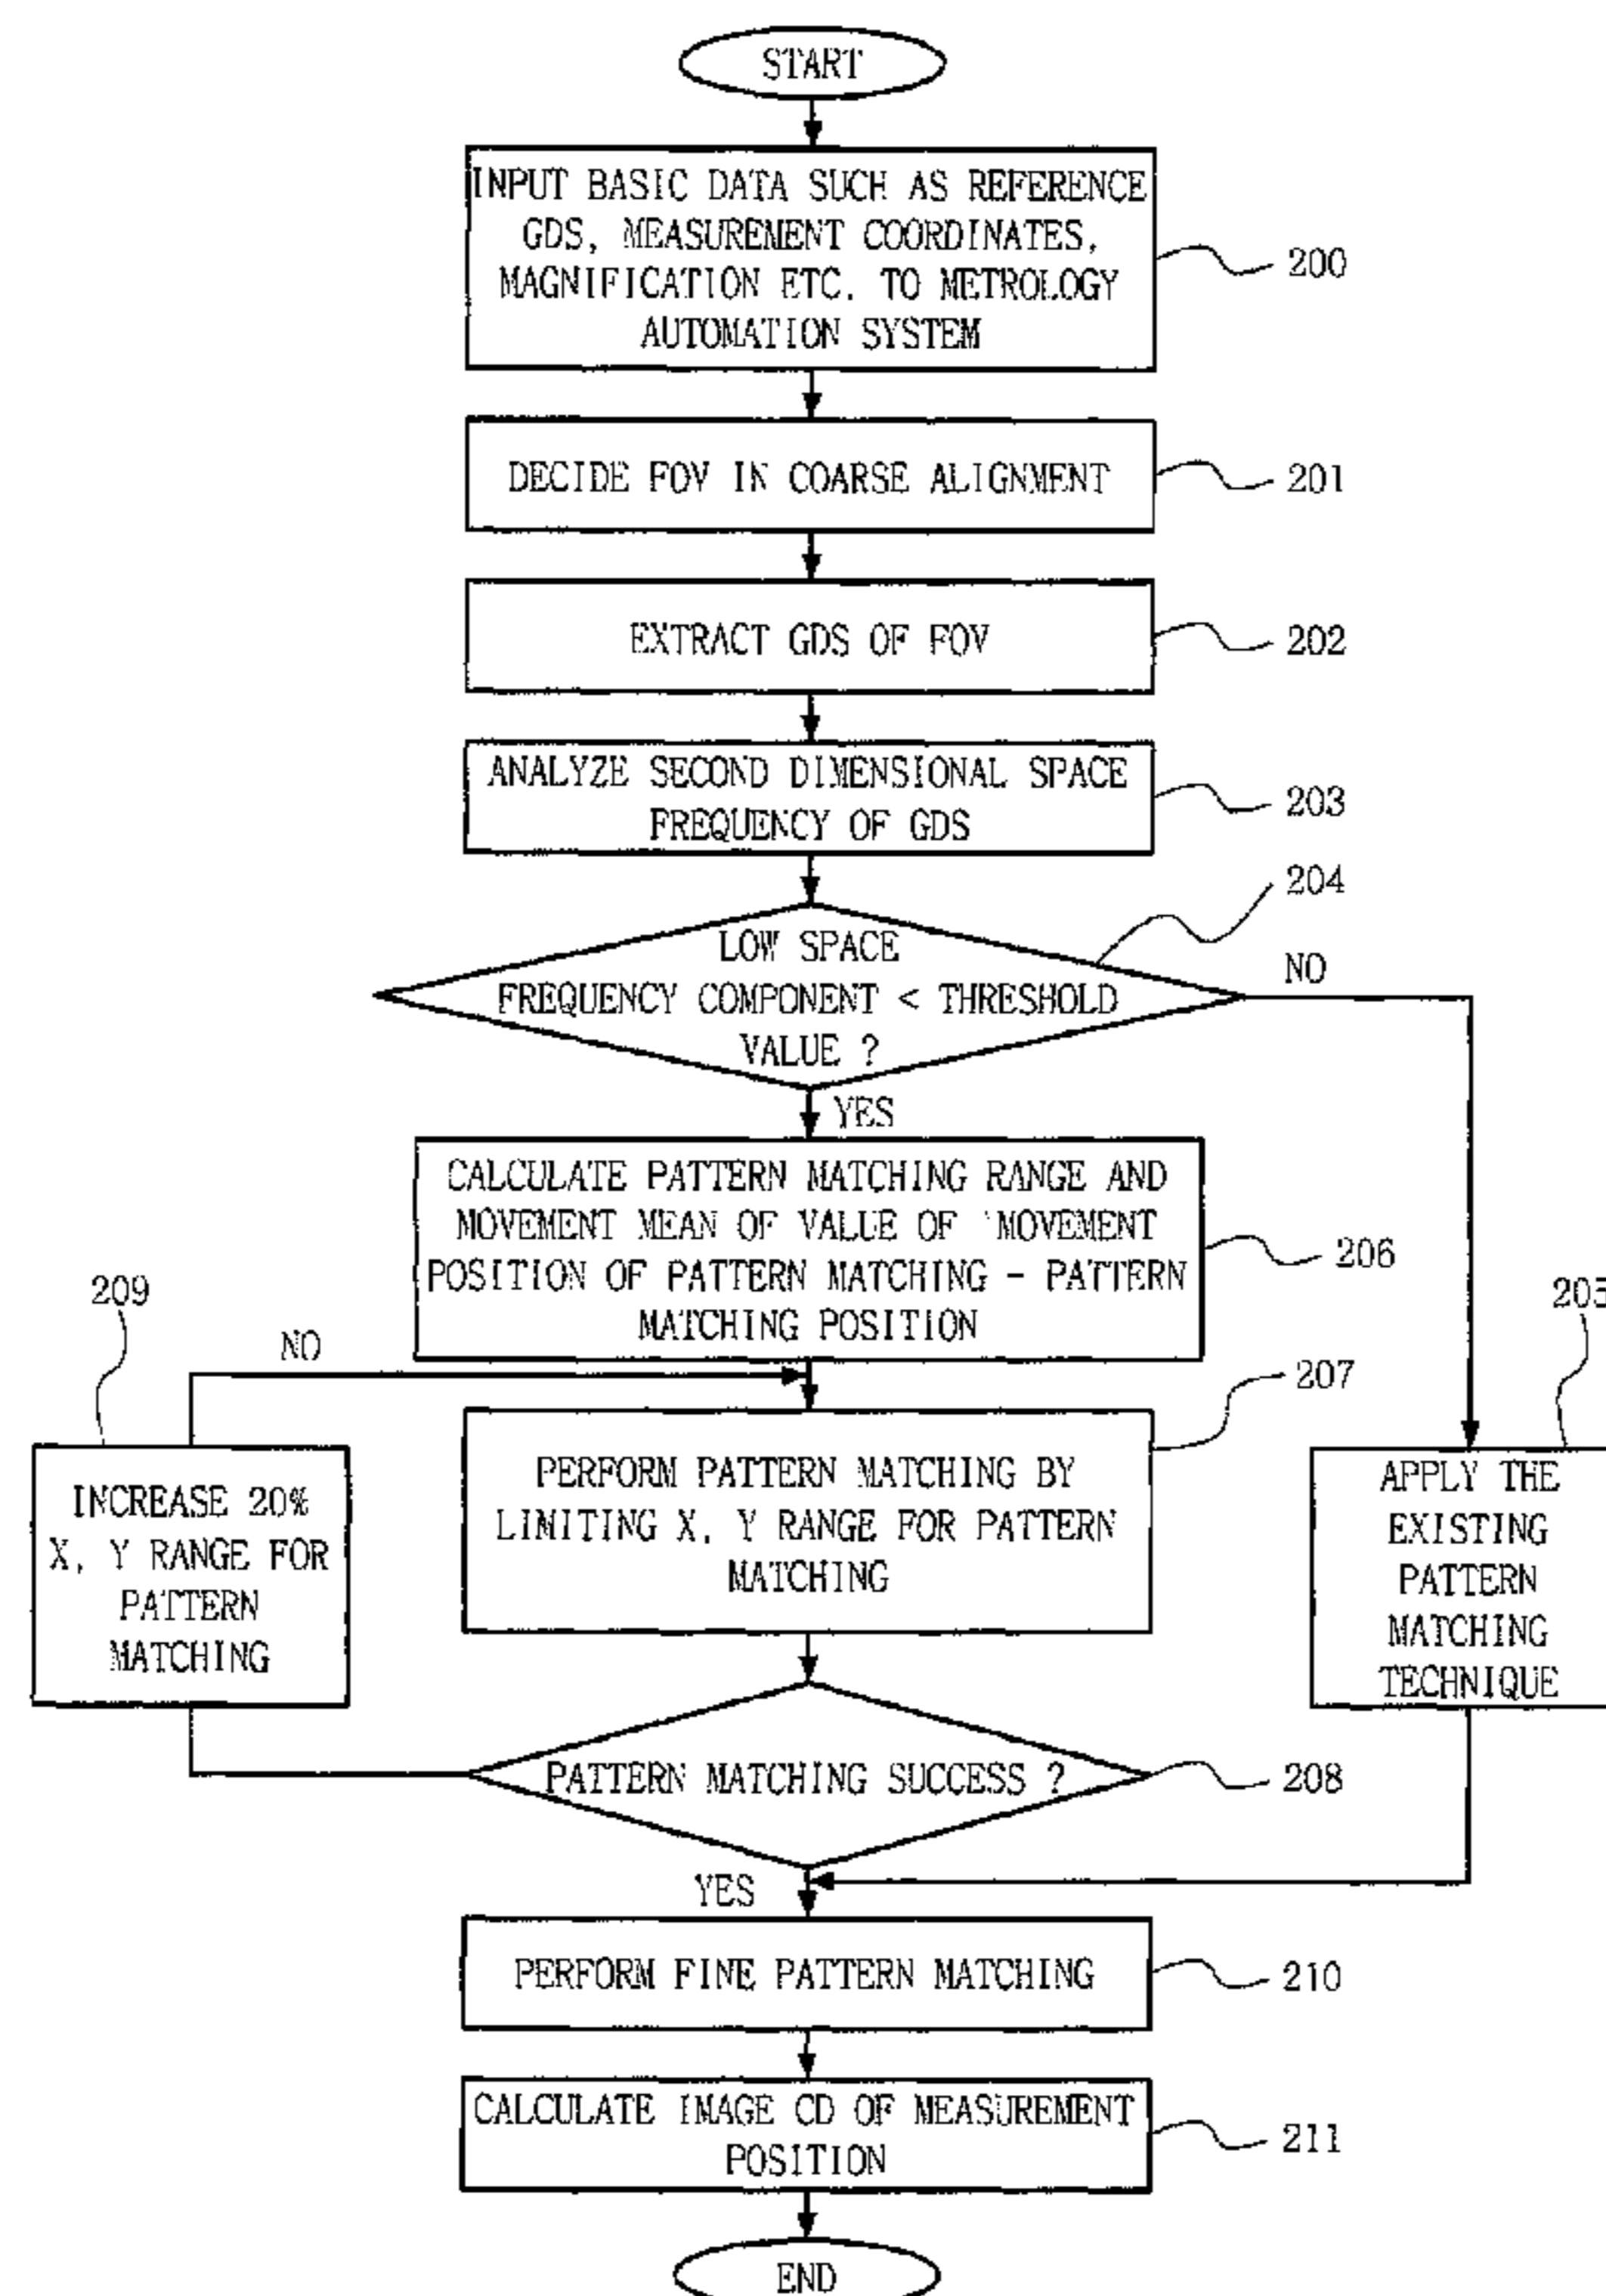 START
INPUT BASIC DATA SUCH AS REFERENCE
GDS, MEASUREMENT COORDINATES,
MAGNIFICATION ETC. TO METROLOGY
AUTOMATION SYSTEM
200
DECIDE FOV IN COARSE ALIGNMENT
201
EXTRACT GDS OF FOV
202
ANALYZE SECOND DIMENSIONAL SPACE
FREQUENCY OF GDS
203
204
LOW SPACE
FREQUENCY COMPONENT < THRESHOLD
VALUE ?
NO
YES
CALCULATE PATTERN MATCHING RANGE AND
MOVEMENT MEAN OF VALUE OF 'MOVEMENT
POSITION OF PATTERN MATCHING - PATTERN
MATCHING POSITION
206
209
NO
205
207
INCREASE 20%
X, Y RANGE FOR
PATTERN
MATCHING
PERFORM PATTERN MATCHING BY
LIMITING X, Y RANGE FOR PATTERN
MATCHING
APPLY THE
EXISTING
PATTERN
MATCHING
TECHNIQUE
PATTERN MATCHING SUCCESS ?
208
YES
PERFORM FINE PATTERN MATCHING
210
CALCULATE IMAGE CD OF MEASUREMENT
POSITION
211
END